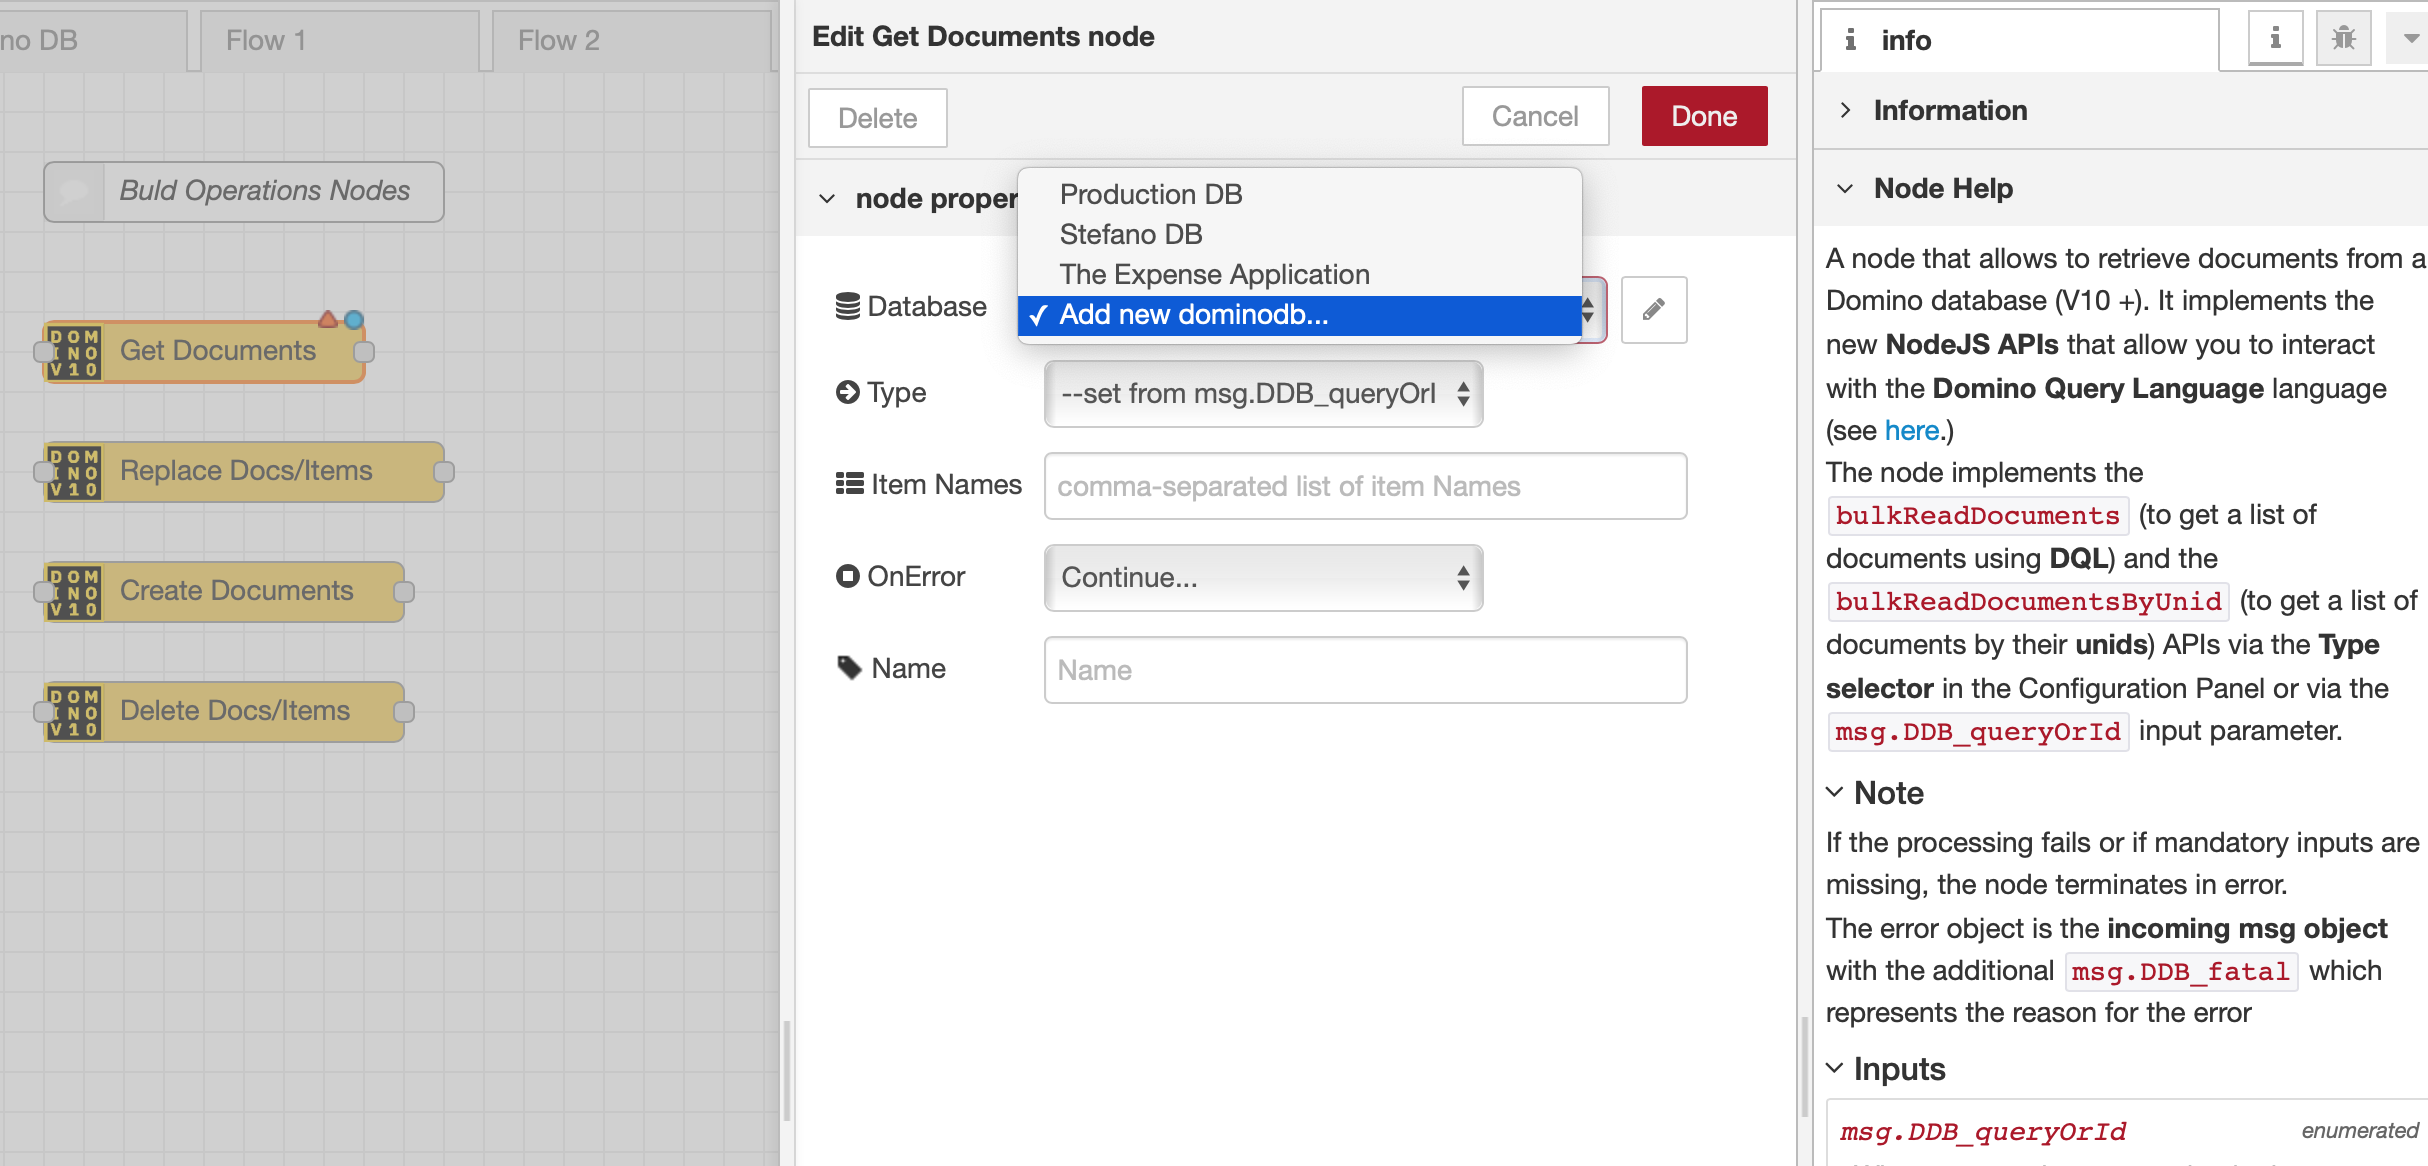 no DB
Flow 1
Flow 2
Buld Operations Nodes
DOM
INO
V10
Get Documents
DOM
INO
V10
Replace Docs/Items
DOM
INO
V10
Create Documents
DOM
INO
V10
Delete Docs/Items
Edit Get Documents node
Delete
Cancel
Done
node proper
Production DB
Stefano DB
The Expense Application
✓ Add new dominodb...
Database
Type
--set from msg.DDB_queryOrI
Item Names
comma-separated list of item Names
OnError
Continue...
Name
Name
i info
i
Information
Node Help
A node that allows to retrieve documents from a
Domino database (V10 +). It implements the
new NodeJS APIs that allow you to interact
with the Domino Query Language language
(see here.)
The node implements the
bulkReadDocuments (to get a list of
documents using DQL) and the
bulkReadDocumentsByUnid (to get a list of
documents by their unids) APIs via the Type
selector in the Configuration Panel or via the
msg.DDB_queryOrId input parameter.
Note
If the processing fails or if mandatory inputs are
missing, the node terminates in error.
The error object is the incoming msg object
with the additional msg.DDB_fatal which
represents the reason for the error
Inputs
msg.DDB_queryOrId enumerated